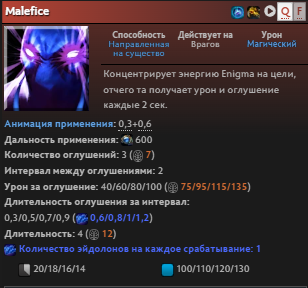 Malefice Q F
Способность Действует на Урон
Направленная Врагов Магический
на существо
Концентрирует энергию Enigma на цели,
отчего та получает урон и оглушение
каждые 2 сек.
Анимация применения: 0,3+0,6
Дальность применения: 600
Количество оглушений: 3 ( 7)
Интервал между оглушениями: 2
Урон за оглушение: 40/60/80/100 ( 75/95/115/135)
Длительность оглушения за интервал:
0,3/0,5/0,7/0,9 ( 0,6/0,8/1/1,2)
Длительность: 4 ( 12)
Количество эйдолонов на каждое срабатывание: 1
20/18/16/14 100/110/120/130